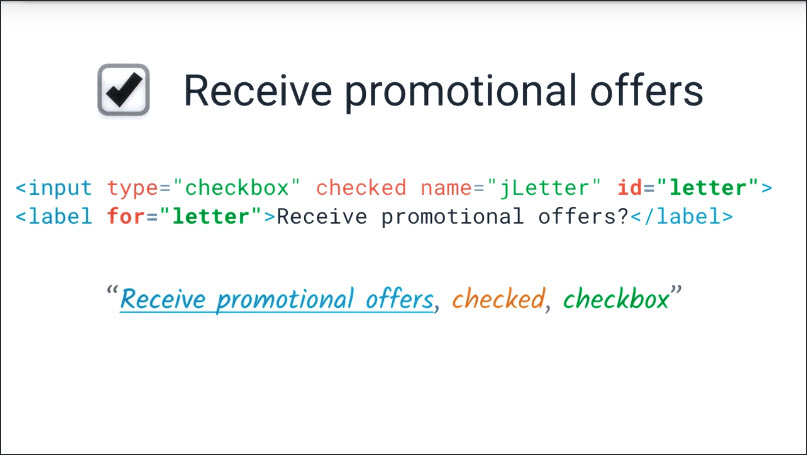 Receive promotional offers
<input type="checkbox" checked name="jLetter" id="letter">
<label for="letter">Receive promotional offers?</label>
“Receive promotional offers, checked, checkbox”